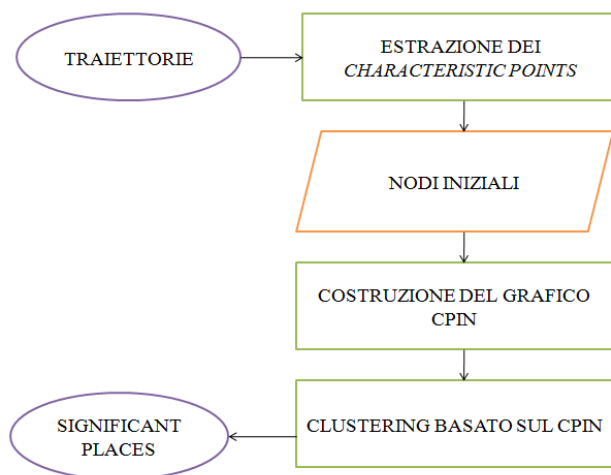 TRAIETTORIE
ESTRAZIONE DEI
CHARACTERISTIC POINTS
NODI INIZIALI
COSTRUZIONE DEL GRAFICO
CPIN
CLUSTERING BASATO SUL CPIN
SIGNIFICANT
PLACES